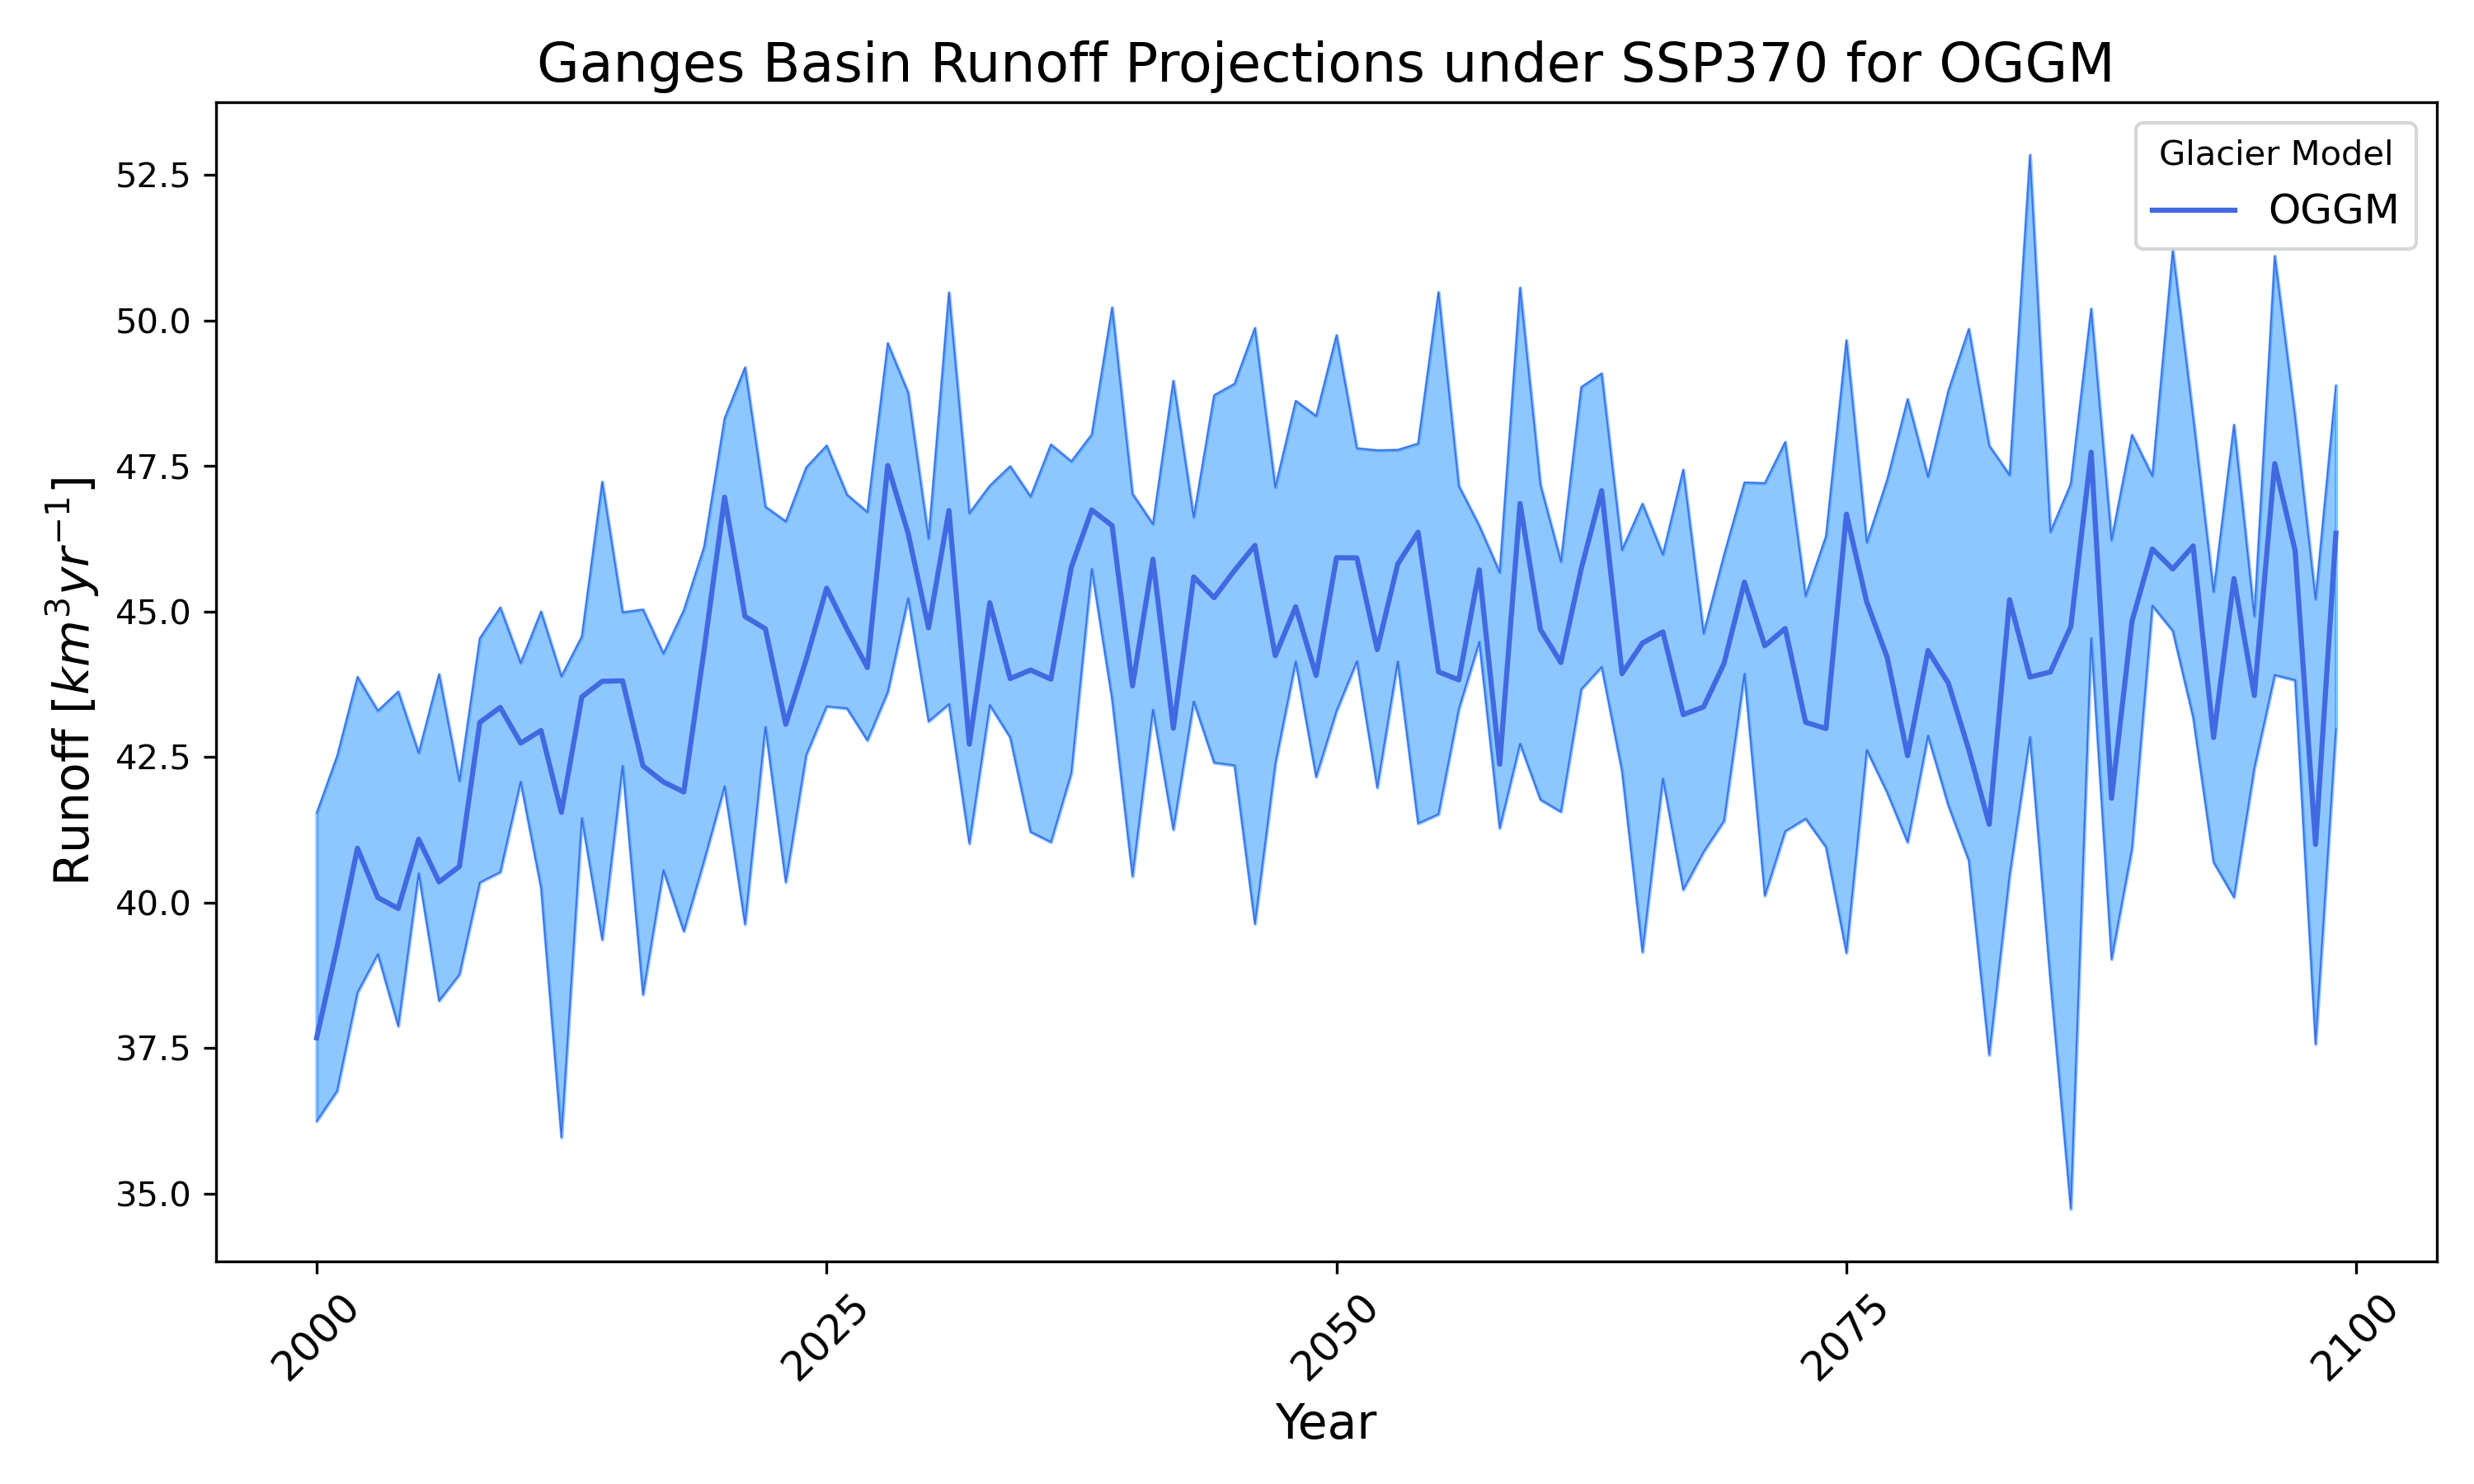 Ganges Basin Runoff Projections under SSP370 for OGGM
Glacier Model
OGGM
Runoff [km³yr⁻¹]
52.5
50.0
47.5
45.0
42.5
40.0
37.5
35.0
2000
2025
2050
2075
2100
Year